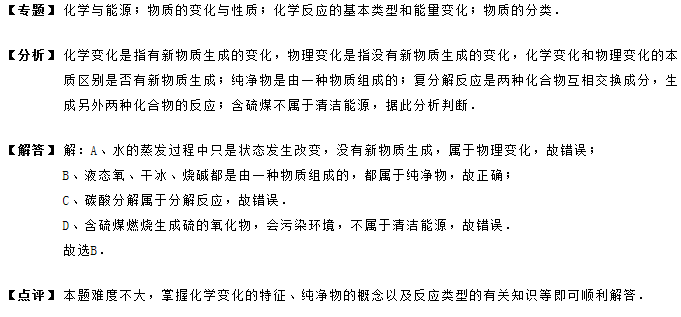 【专题】化学与能源；物质的变化与性质；化学反应的基本类型和能量变化；物质的分类．
【分析】化学变化是指有新物质生成的变化，物理变化是指没有新物质生成的变化，化学变化和物理变化的本
质区别是否有新物质生成；纯净物是由一种物质组成的；复分解反应是两种化合物互相交换成分，生
成另外两种化合物的反应；含硫煤不属于清洁能源，据此分析判断．
【解答】解：A、水的蒸发过程中只是状态发生改变，没有新物质生成，属于物理变化，故错误；
B、液态氧、干冰、烧碱都是由一种物质组成的，都属于纯净物，故正确；
C、碳酸分解属于分解反应，故错误．
D、含硫煤燃烧生成硫的氧化物，会污染环境，不属于清洁能源，故错误．
故选B．
【点评】本题难度不大，掌握化学变化的特征、纯净物的概念以及反应类型的有关知识等即可顺利解答．